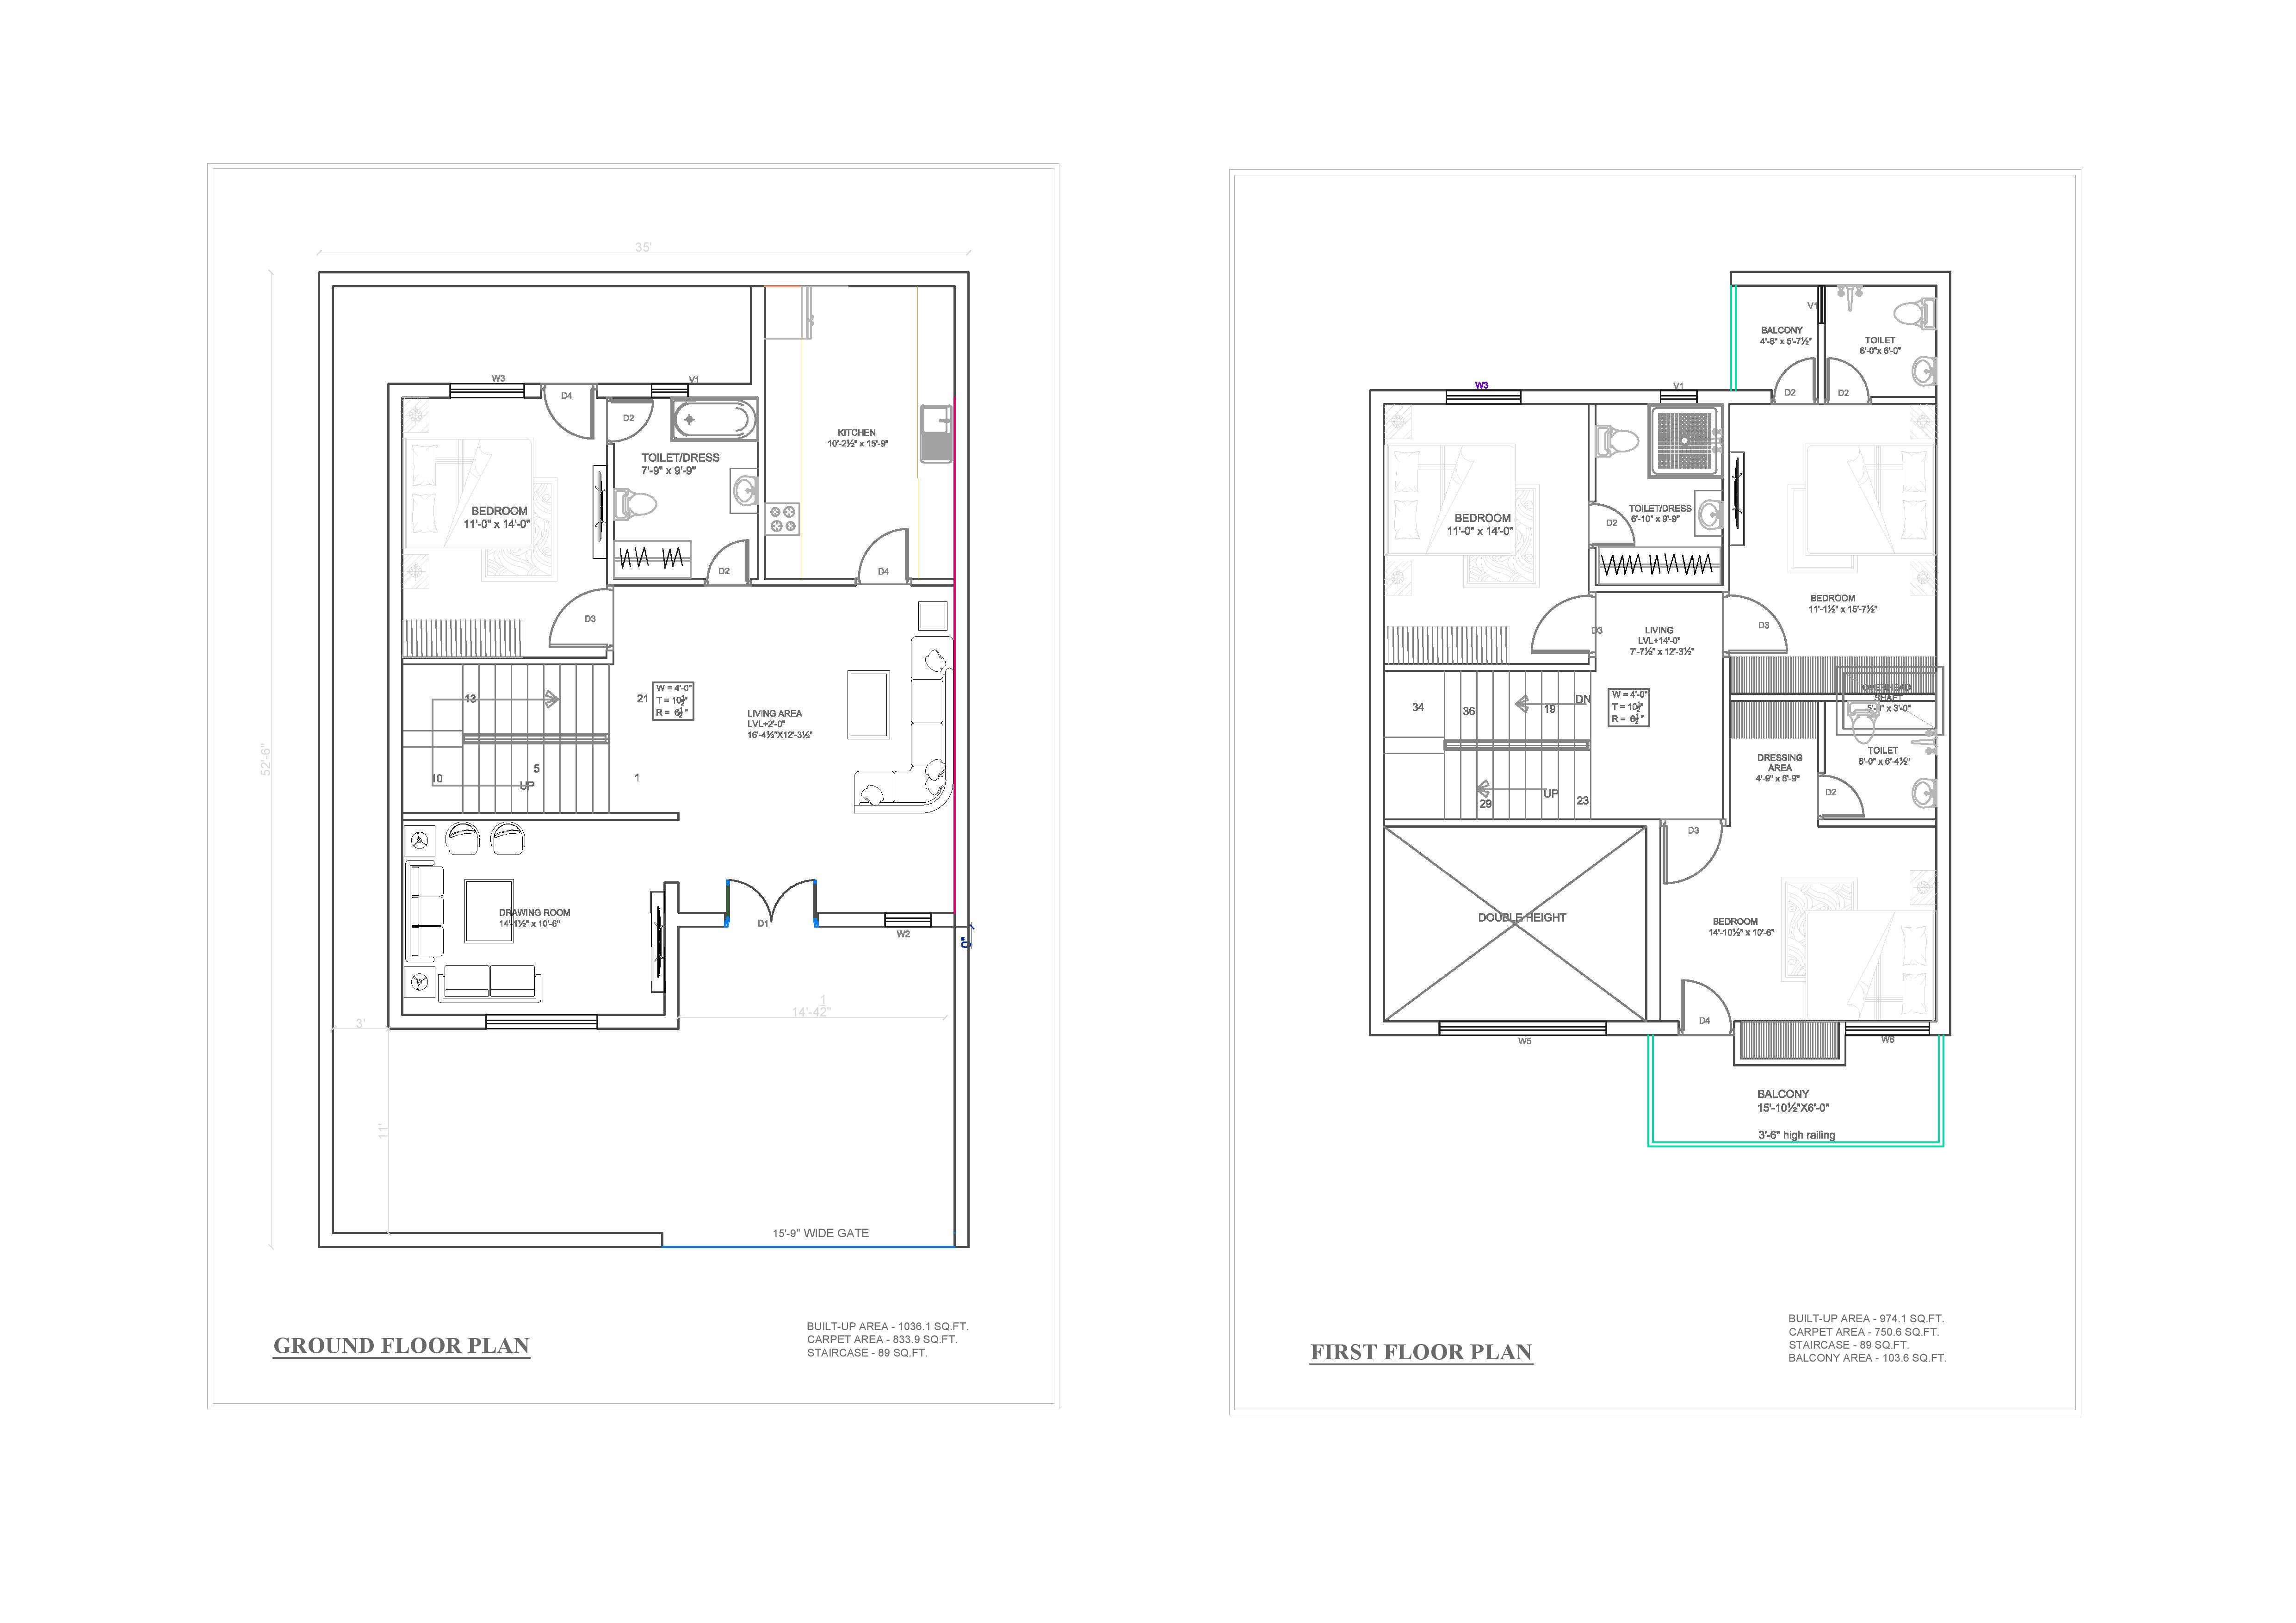 35'
52'-6"
W3
V1
D4
D2
TOILET/DRESS
7'-9" x 9'-9"
KITCHEN
10'-2½" x 15'-9"
BEDROOM
11'-0" x 14'-0"
D2
D4
D3
13
21
W = 4'-0"
T = 10½"
R = 6½"
LIVING AREA
LVL+2'-0"
16'-4½"X12'-3½"
5
1
10
UP
DRAWING ROOM
14'-1½" x 10'-6"
D1
W2
0"
1
14'-42"
3'
11'
15'-9" WIDE GATE
GROUND FLOOR PLAN
BUILT-UP AREA - 1036.1 SQ.FT.
CARPET AREA - 833.9 SQ.FT.
STAIRCASE - 89 SQ.FT.
V1
BALCONY
4'-8" x 5'-7½"
TOILET
6'-0"x 6'-0"
W3
V1
D2
D2
BEDROOM
11'-0" x 14'-0"
D2
TOILET/DRESS
6'-10" x 9'-9"
BEDROOM
11'-1½" x 15'-7½"
D3
LIVING
LVL+14'-0"
7'-7½" x 12'-3½"
D3
OVERHEAD
SHAFT
5'-0" x 3'-0"
34
36
19
DN
W = 4'-0"
T = 10½"
R = 6½"
DRESSING
AREA
4'-9" x 6'-9"
TOILET
6'-0" x 6'-4½"
29
UP
23
D2
D3
DOUBLE HEIGHT
BEDROOM
14'-10½" x 10'-6"
D4
W5
W6
BALCONY
15'-10½"X6'-0"
3'-6" high railing
FIRST FLOOR PLAN
BUILT-UP AREA - 974.1 SQ.FT.
CARPET AREA - 750.6 SQ.FT.
STAIRCASE - 89 SQ.FT.
BALCONY AREA - 103.6 SQ.FT.